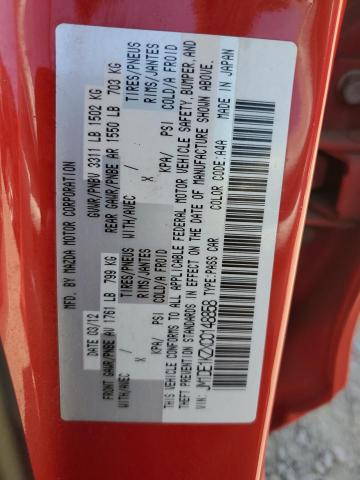 MFD. BY MAZDA MOTOR CORPORATION
DATE 03/12 GVWR/PNBV 3311 LB 1502 KG
FRONT GAWR/PNBE AV 1761 LB 799 KG REAR GAWR/PNBE AR 1550 LB 703 KG
WITH/AVEC TIRES/PNEUS WITH/AVEC TIRES/PNEUS
/ X RIMS/JANTES / X RIMS/JANTES
KPA/ PSI COLD/A FROID KPA/ PSI COLD/A FROID
THIS VEHICLE CONFORMS TO ALL APPLICABLE FEDERAL MOTOR VEHICLE SAFETY, BUMPER, AND
THEFT PREVENTION STANDARDS IN EFFECT ON THE DATE OF MANUFACTURE SHOWN ABOVE.
VIN: TYPE:PASS CAR COLOR CODE:A4A MADE IN JAPAN